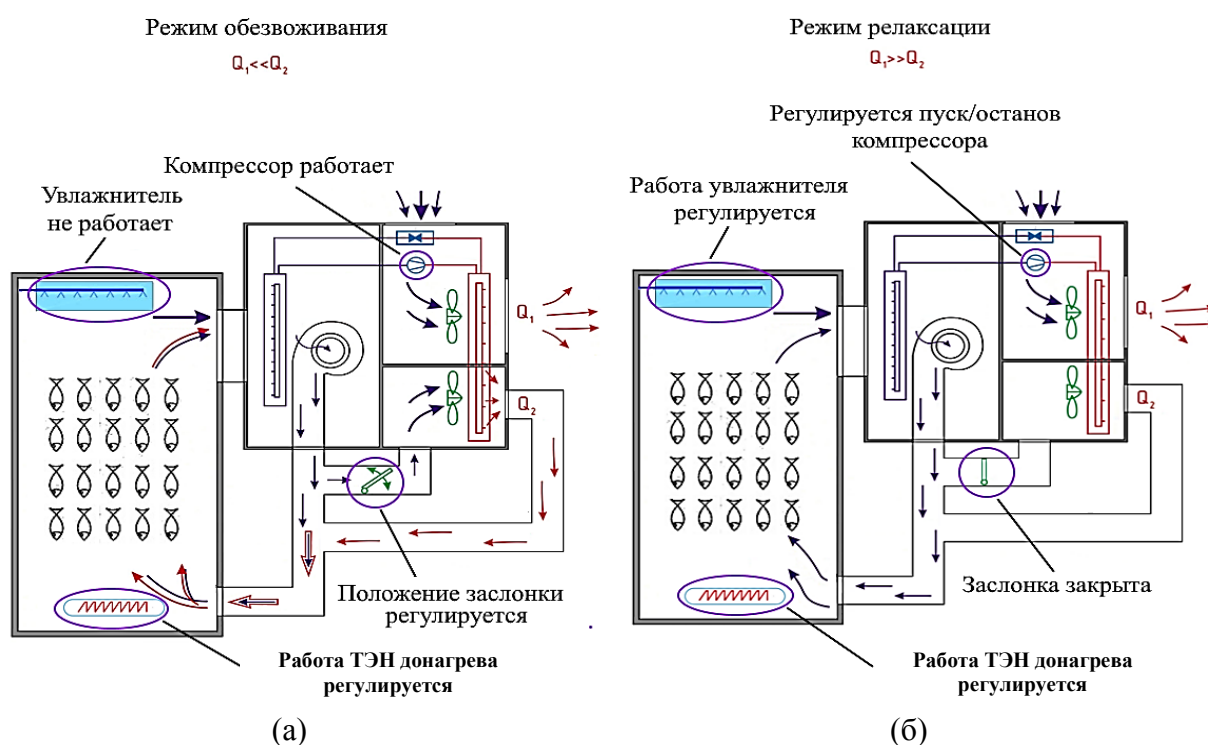 Режим обезвоживания
Q₁<<Q₂
Компрессор работает
Увлажнитель
не работает
Q₁
Q₂
Положение заслонки
регулируется
Работа ТЭН донагрева
регулируется
(а)
Режим релаксации
Q₁>>Q₂
Регулируется пуск/останов
компрессора
Работа увлажнителя
регулируется
Q₁
Q₂
Заслонка закрыта
Работа ТЭН донагрева
регулируется
(б)